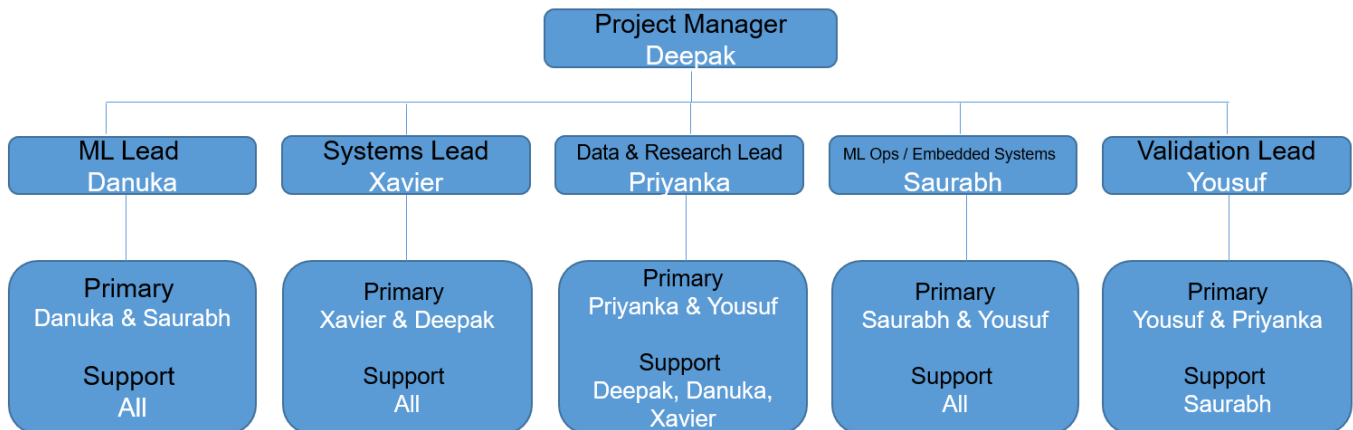 Project Manager
Deepak
ML Lead
Danuka
Systems Lead
Xavier
Data & Research Lead
Priyanka
ML Ops / Embedded Systems
Saurabh
Validation Lead
Yousuf
Primary
Danuka & Saurabh
Support
All
Primary
Xavier & Deepak
Support
All
Primary
Priyanka & Yousuf
Support
Deepak, Danuka,
Xavier
Primary
Saurabh & Yousuf
Support
All
Primary
Yousuf & Priyanka
Support
Saurabh